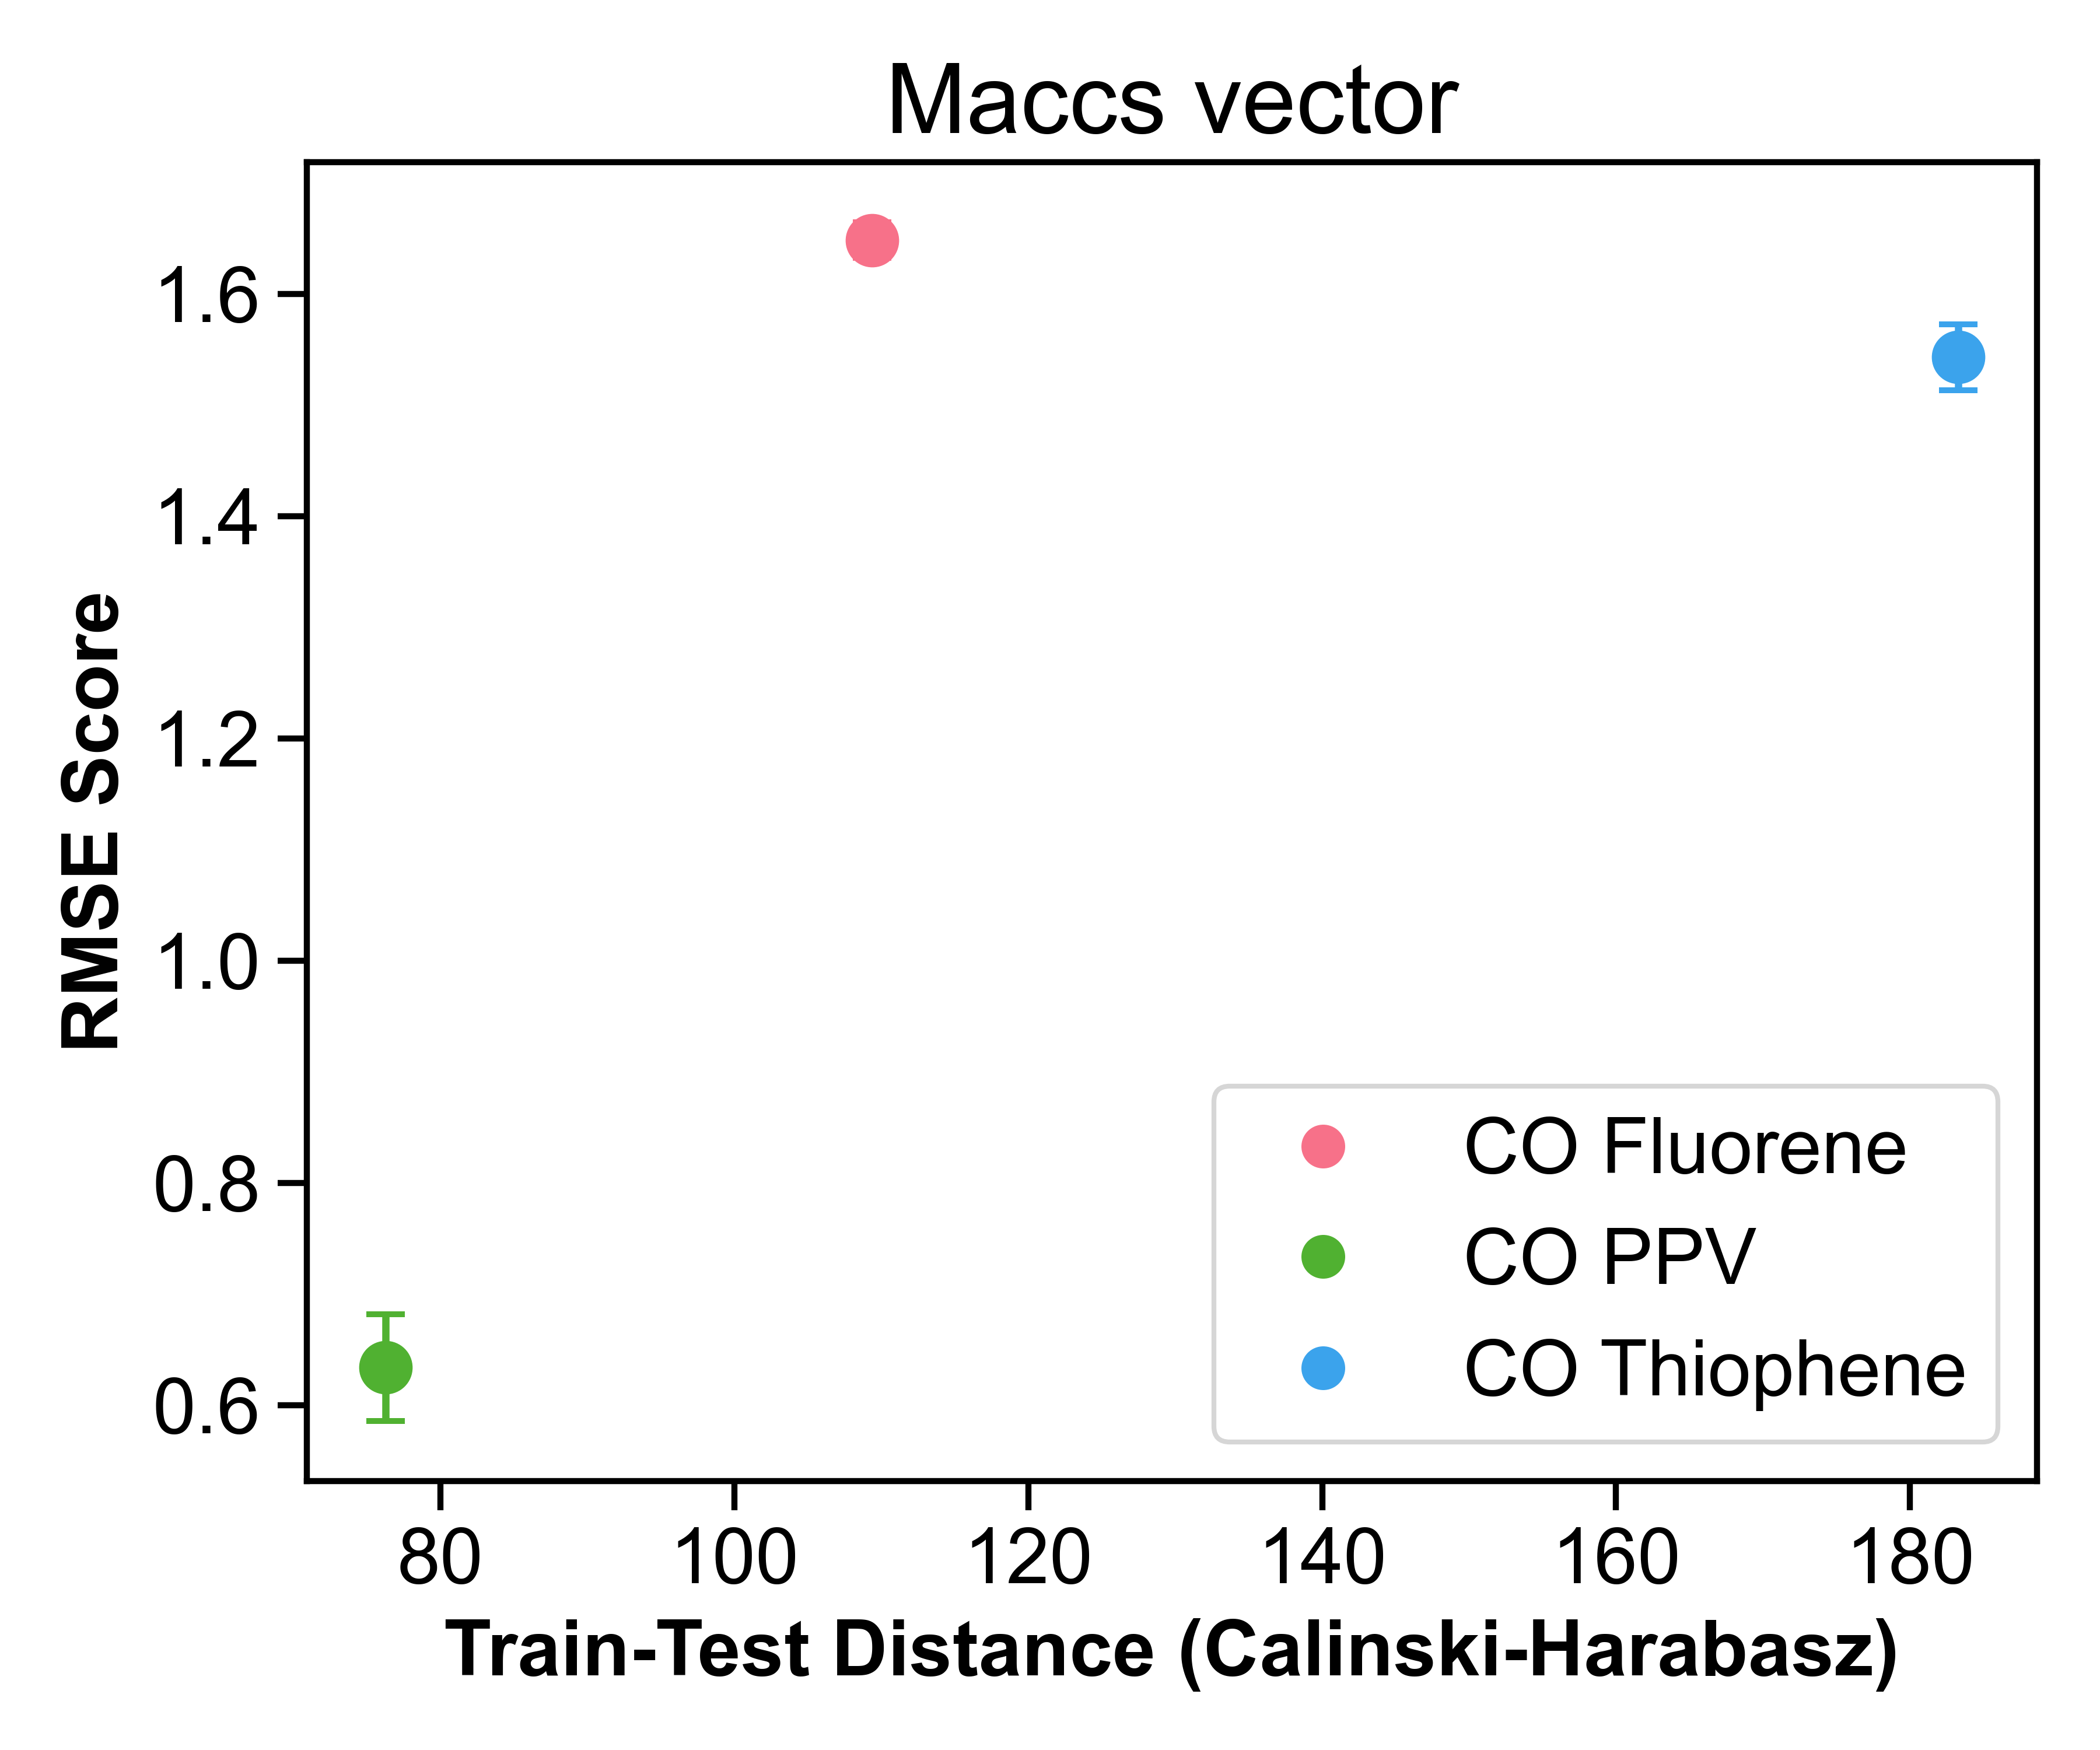 Maccs vector
RMSE Score
1.6
1.4
1.2
1.0
0.8
0.6
CO Fluorene
CO PPV
CO Thiophene
80 100 120 140 160 180
Train-Test Distance (Calinski-Harabasz)